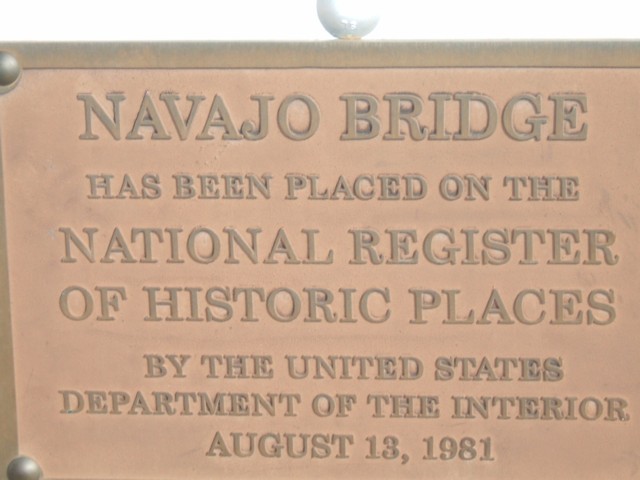 NAVAJO BRIDGE
HAS BEEN PLACED ON THE
NATIONAL REGISTER
OF HISTORIC PLACES
BY THE UNITED STATES
DEPARTMENT OF THE INTERIOR
AUGUST 13, 1981